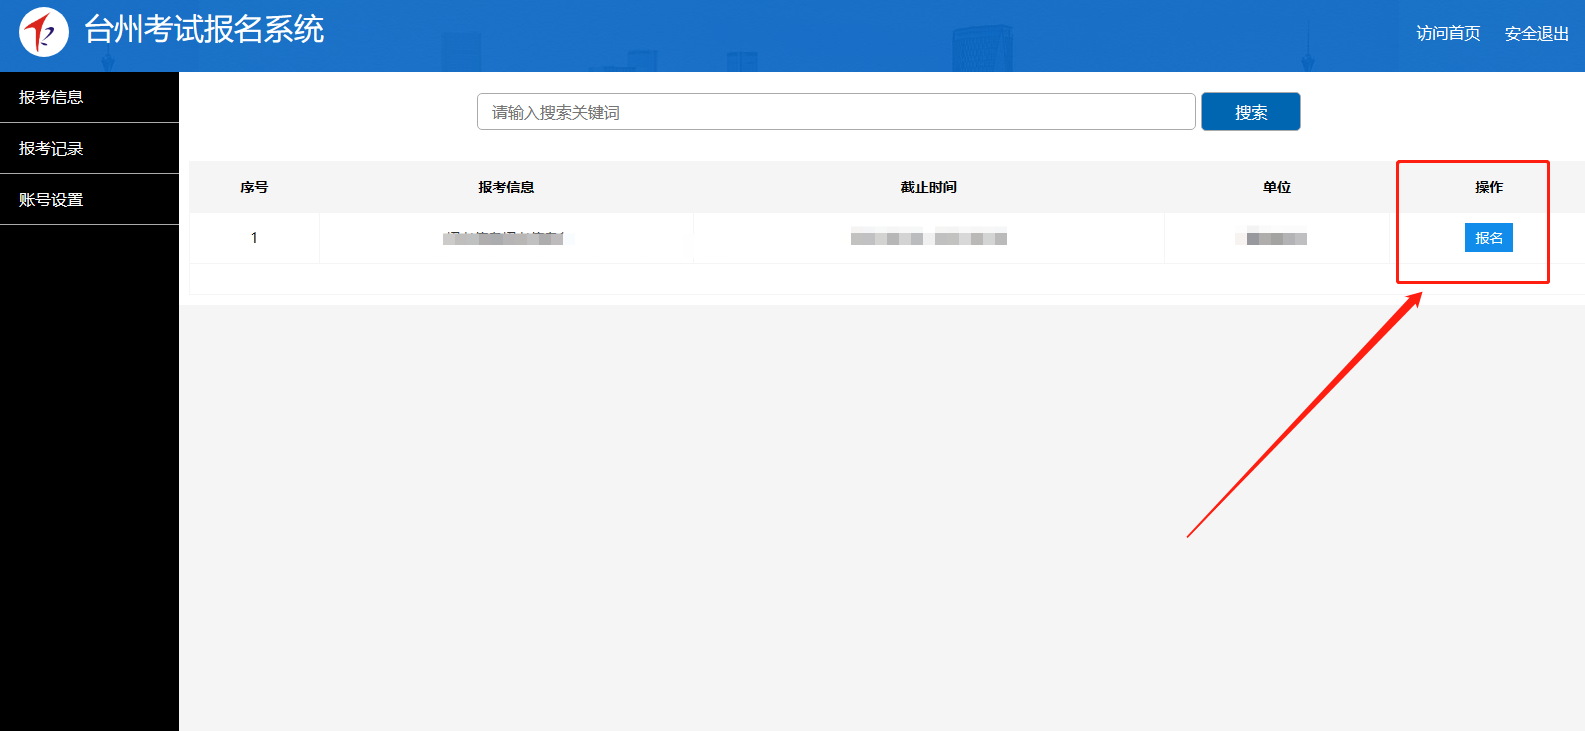 台州考试报名系统
访问首页 安全退出
报考信息
报考记录
账号设置
请输入搜索关键词 搜索
序号 报考信息 截止时间 单位 操作
1 报名